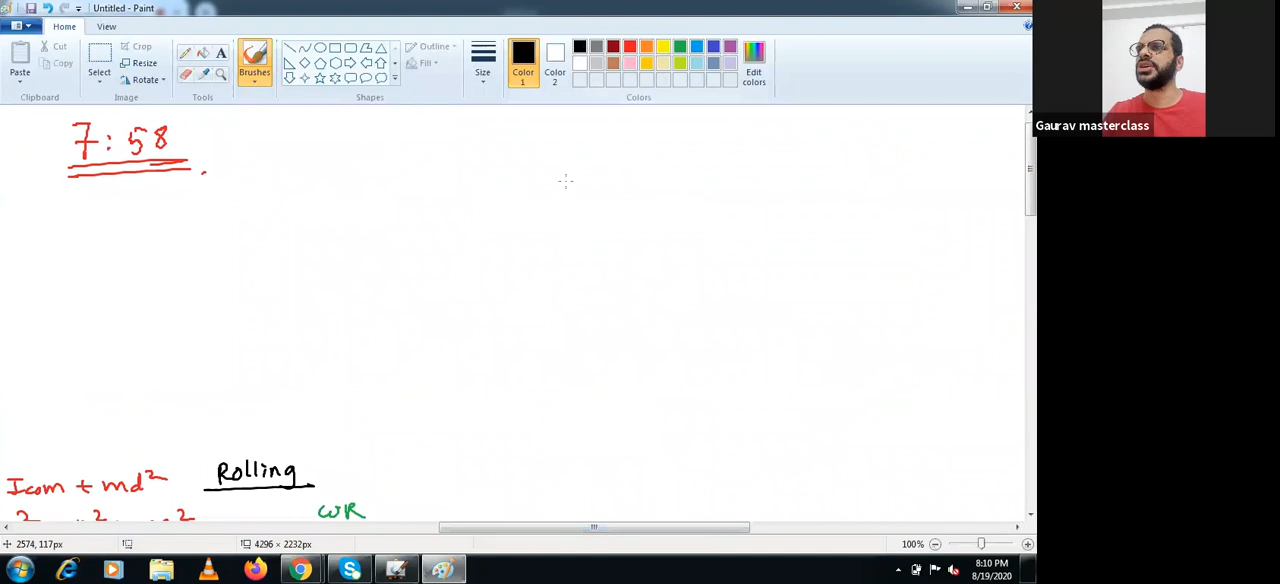 Untitled - Paint
Home View
Paste
Cut
Copy
Clipboard
Select
Crop
Resize
Rotate
Image
Tools
Brushes
Outline
Fill
Shapes
Size
Color 1
Color 2
Edit colors
Colors
Gaurav masterclass
7 : 58
Icom + md²
Rolling
ωR
2574, 117px
4296 × 2232px
100%
8:10 PM
8/19/2020